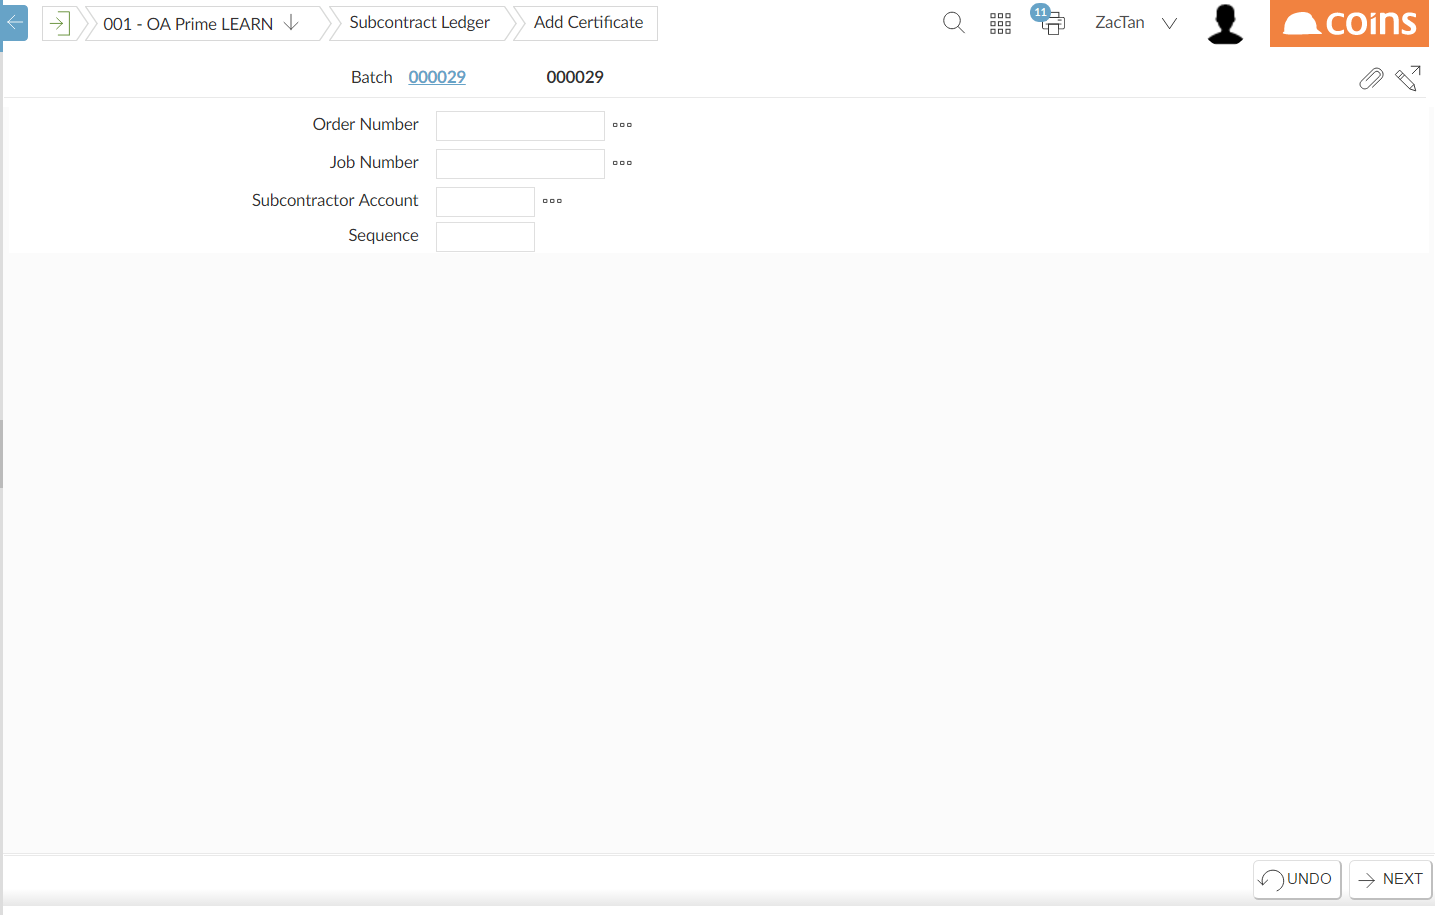 001 - OA Prime LEARN
Subcontract Ledger
Add Certificate
11
ZacTan
coins
Batch 000029 000029
Order Number
Job Number
Subcontractor Account
Sequence
UNDO
NEXT